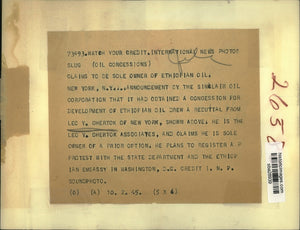 73093.WATCH YOUR CREDIT.INTERNATIONAL NEWS PHOTOS
SLUG (OIL CONCESSIONS)
CLAIMS TO BE SOLE OWNER OF ETHIOPIAN OIL.
NEW YORK, N.Y....ANNOUNCEMENT BY THE SINCLAIR OIL
CORPORATION THAT IT HAD OBTAINED A CONCESSION FOR
DEVELOPMENT OF ETHIOPIAN OIL DREW A REBUTTAL FROM
LEO Y. CHERTOK OF NEW YORK, SHOWN ABOVE. HE IS THE
LEO Y. CHERTOK ASSOCIATES, AND CLAIMS HE IS SOLE
OWNER OF A PRIOR OPTION. HE PLANS TO REGISTER A P
PROTEST WITH THE STATE DEPARTMENT AND THE ETHIOP
IAN EMBASSY IN WASHINGTON, D.C. CREDIT I. N. P.
SOUNDPHOTO.
(D) (A) 10. 2. 45. (5 X 6)